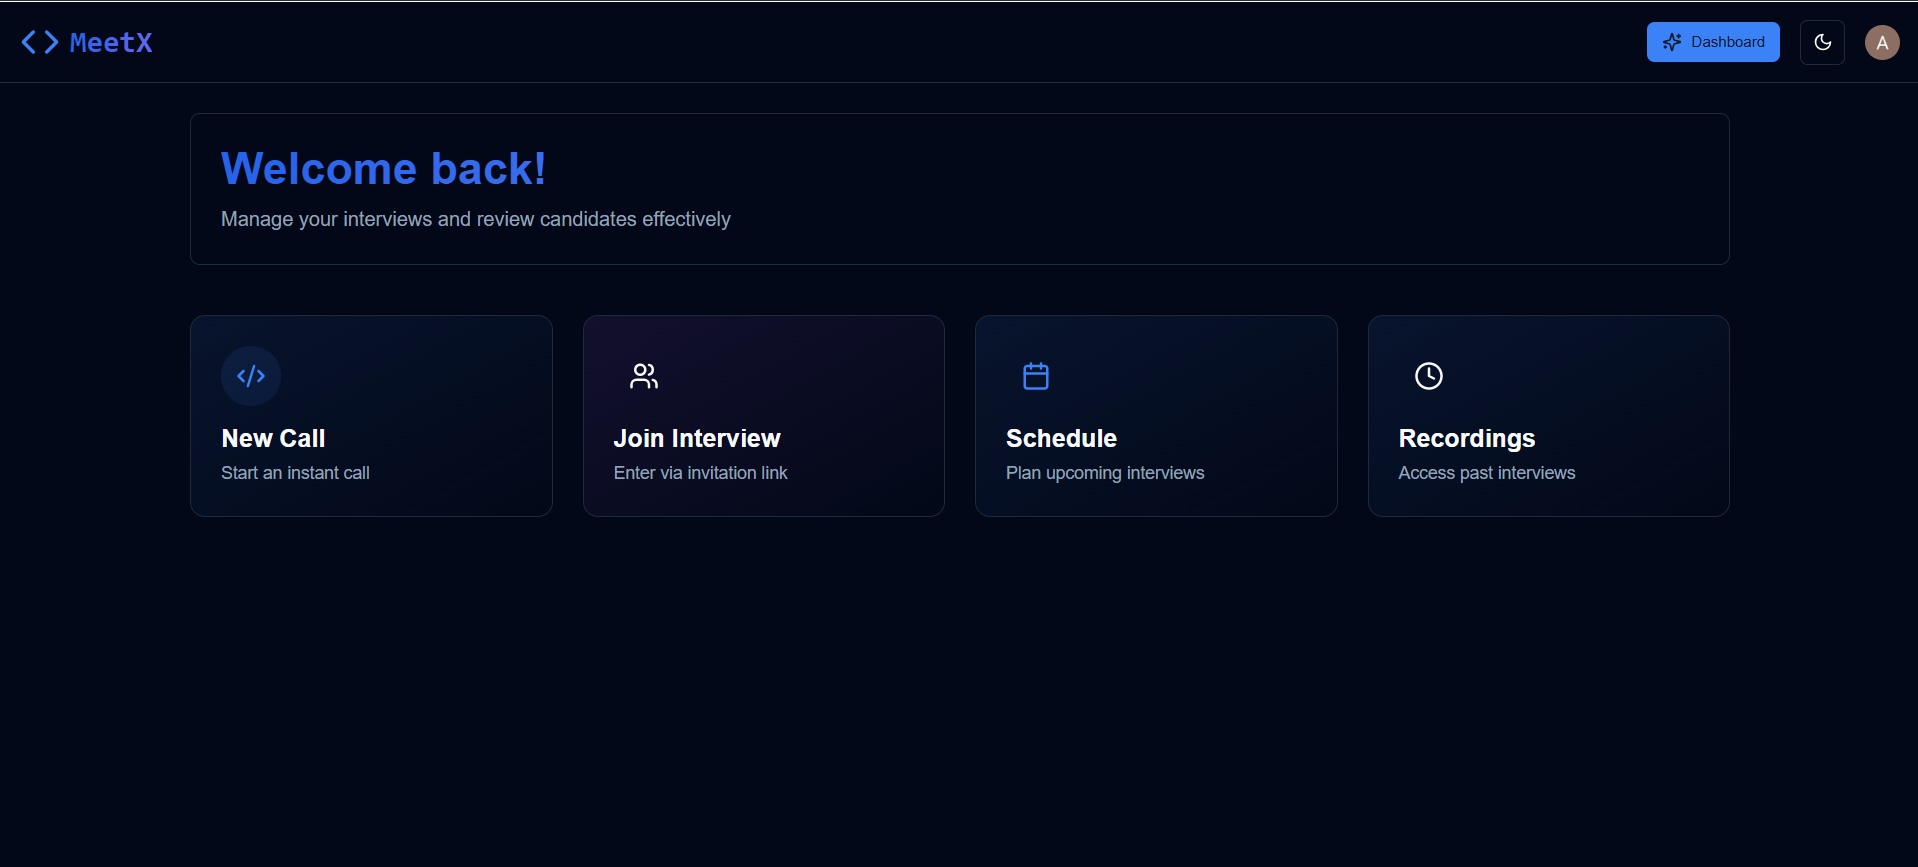 MeetX
Dashboard
A
Welcome back!
Manage your interviews and review candidates effectively
New Call
Start an instant call
Join Interview
Enter via invitation link
Schedule
Plan upcoming interviews
Recordings
Access past interviews